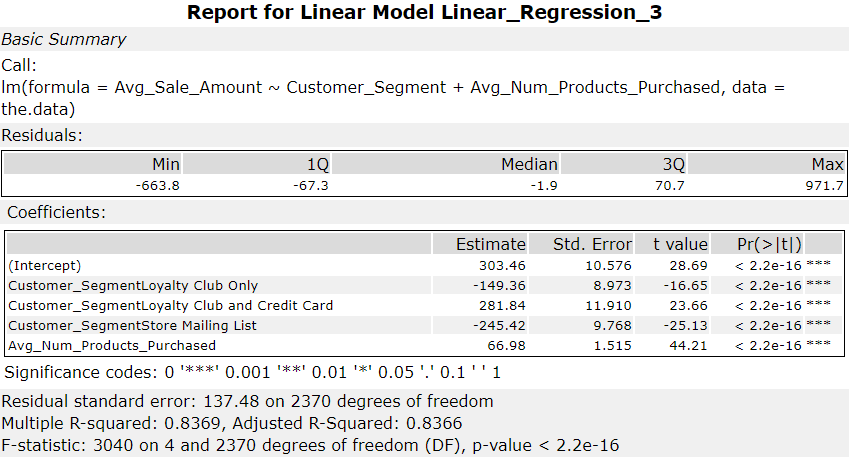 Report for Linear Model Linear_Regression_3
Basic Summary
Call:
lm(formula = Avg_Sale_Amount ~ Customer_Segment + Avg_Num_Products_Purchased, data =
the.data)
Residuals:
Min 1Q Median 3Q Max
-663.8 -67.3 -1.9 70.7 971.7
Coefficients:
Estimate Std. Error t value Pr(>|t|)
(Intercept) 303.46 10.576 28.69 < 2.2e-16 ***
Customer_SegmentLoyalty Club Only -149.36 8.973 -16.65 < 2.2e-16 ***
Customer_SegmentLoyalty Club and Credit Card 281.84 11.910 23.66 < 2.2e-16 ***
Customer_SegmentStore Mailing List -245.42 9.768 -25.13 < 2.2e-16 ***
Avg_Num_Products_Purchased 66.98 1.515 44.21 < 2.2e-16 ***
Significance codes: 0 '***' 0.001 '**' 0.01 '*' 0.05 '.' 0.1 ' ' 1
Residual standard error: 137.48 on 2370 degrees of freedom
Multiple R-squared: 0.8369, Adjusted R-Squared: 0.8366
F-statistic: 3040 on 4 and 2370 degrees of freedom (DF), p-value < 2.2e-16